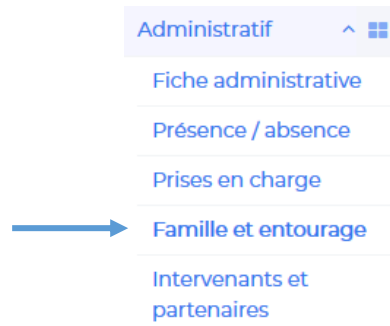 Administratif
Fiche administrative
Présence / absence
Prises en charge
Famille et entourage
Intervenants et
partenaires